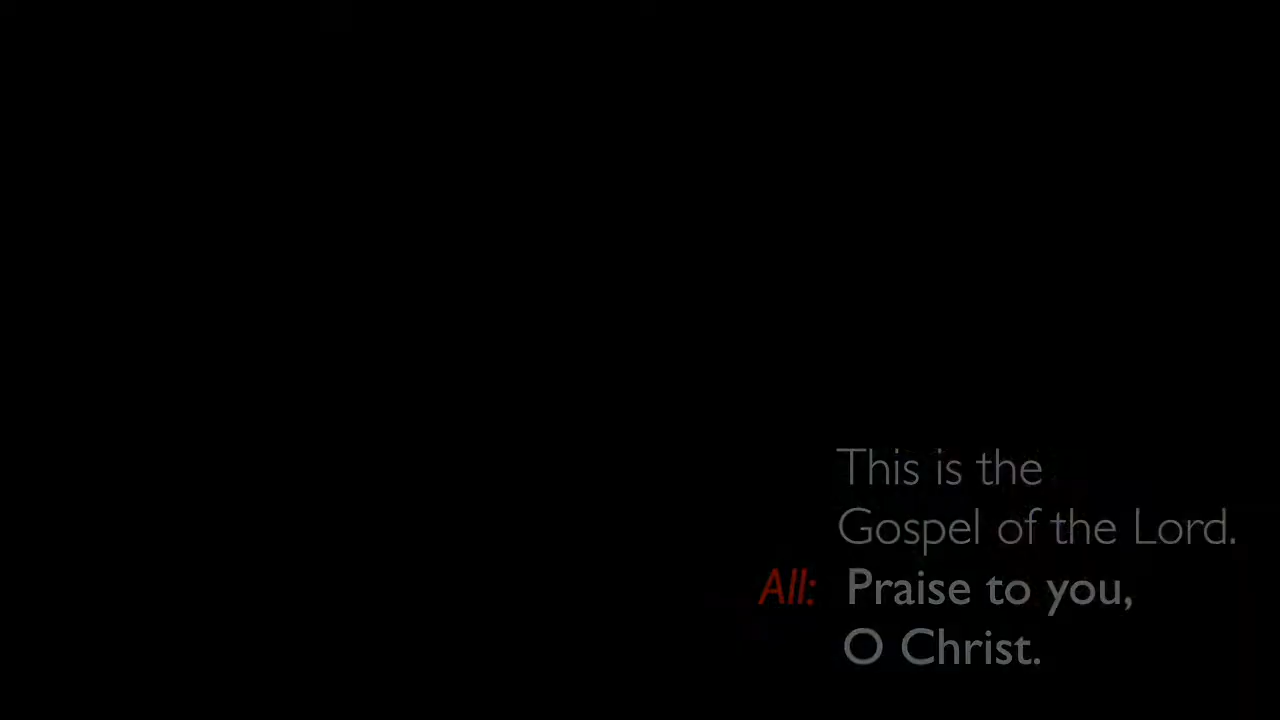 This is the
Gospel of the Lord.
All: Praise to you,
O Christ.